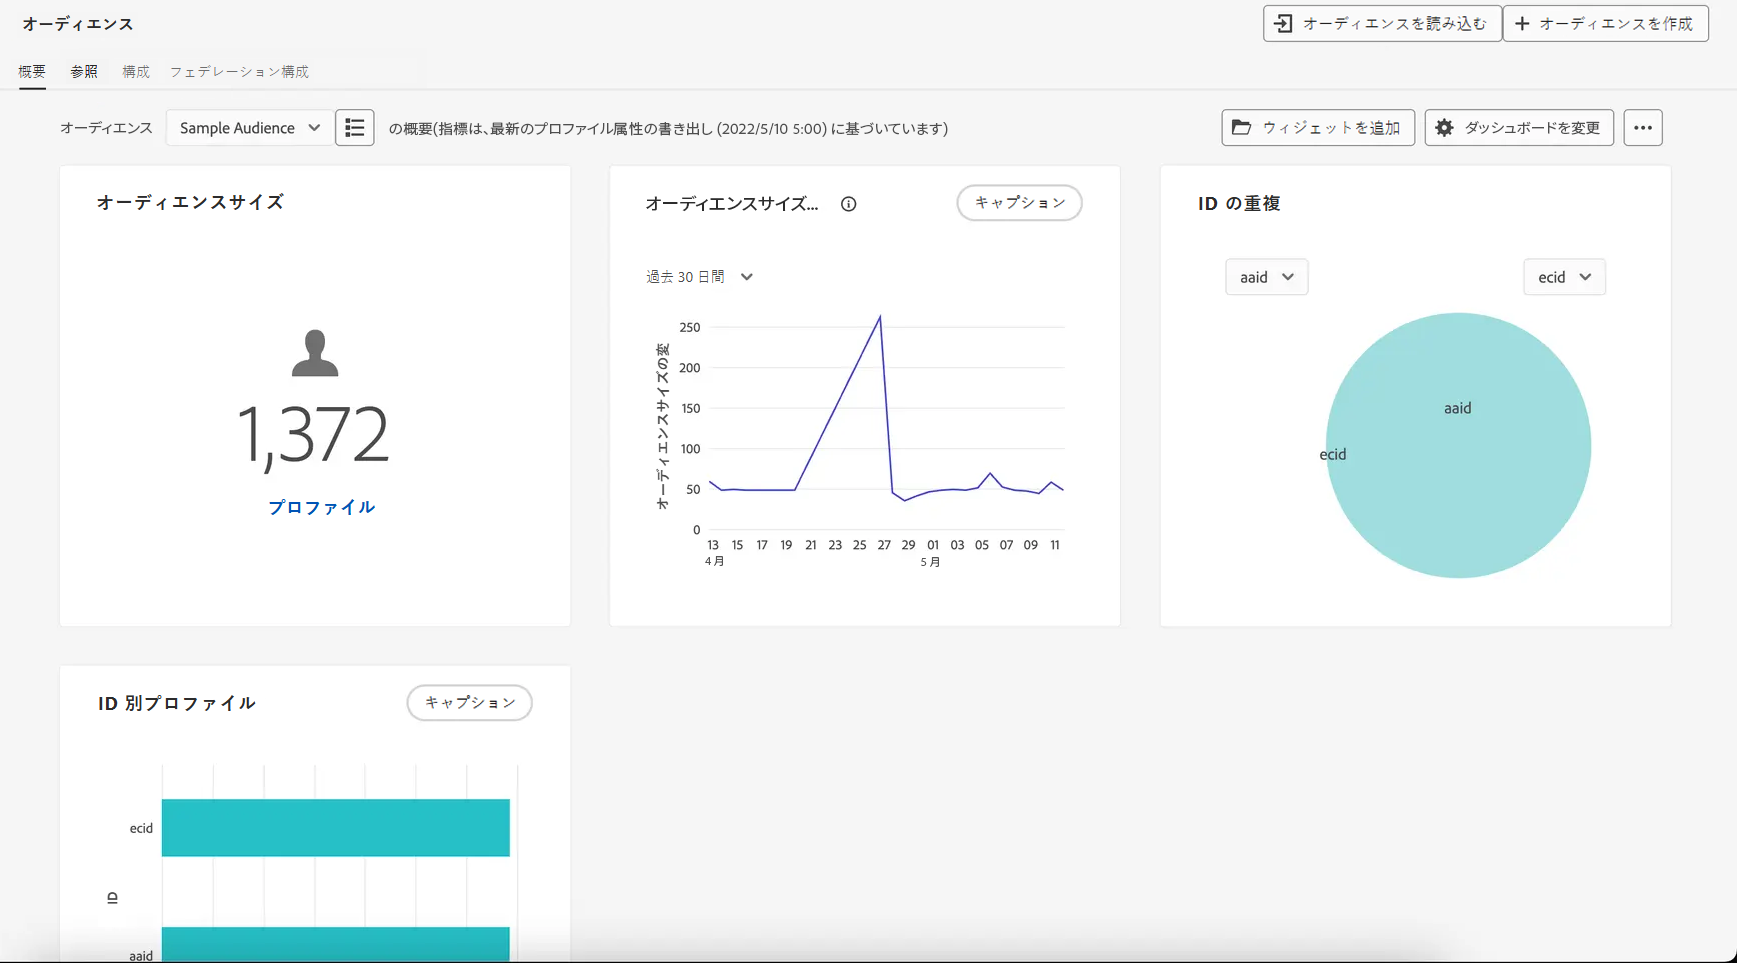 オーディエンス
オーディエンスを読み込む
オーディエンスを作成
概要 参照 構成 フェデレーション構成
オーディエンス Sample Audience の概要(指標は、最新のプロファイル属性の書き出し (2022/5/10 5:00) に基づいています)
ウィジェットを追加
ダッシュボードを変更
オーディエンスサイズ
1,372
プロファイル
オーディエンスサイズ...
キャプション
過去 30 日間
オーディエンスサイズの変
250
200
150
100
50
0
13 15 17 19 21 23 25 27 29 01 03 05 07 09 11
4 月 5 月
ID の重複
aaid ecid
aaid
ecid
ID 別プロファイル
キャプション
ecid
ID
aaid